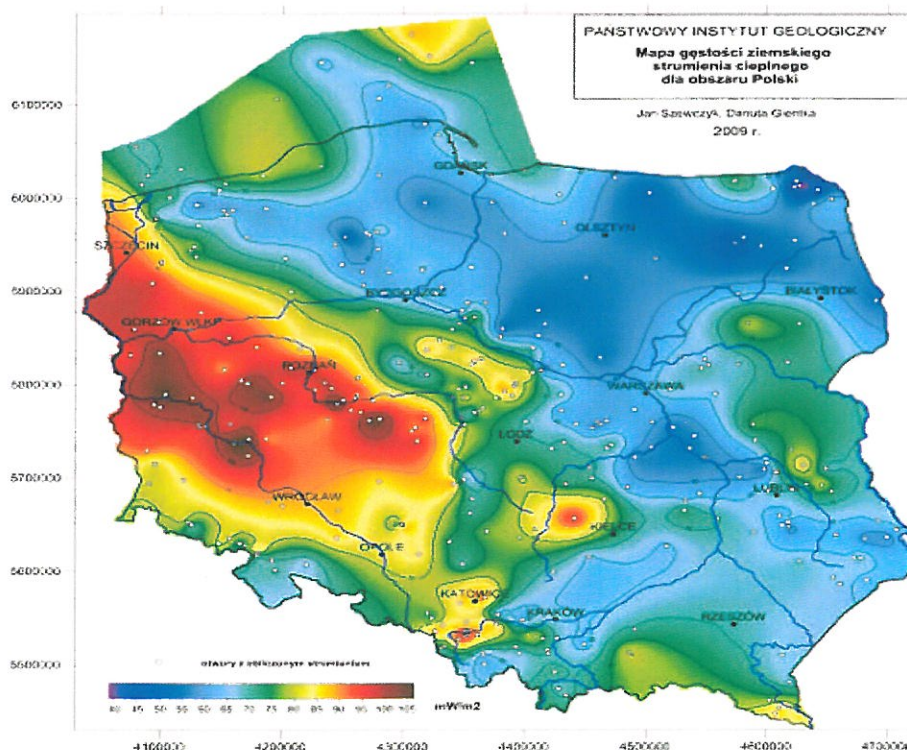 PAŃSTWOWY INSTYTUT GEOLOGICZNY
Mapa gęstości ziemskiego
strumienia cieplnego
dla obszaru Polski
Jan Szewczyk, Danuta Gientka
2009 r.
6100000
6000000
5900000
5800000
5700000
5600000
5500000
GDAŃSK
OLSZTYN
SZCZECIN
BYDGOSZCZ
BIAŁYSTOK
GORZÓW WLKP
POZNAŃ
WARSZAWA
ŁÓDŹ
WROCŁAW
KIELCE
OPOLE
KATOWICE
KRAKÓW
RZESZÓW
otwory z obliczonym strumieniem
40 45 50 55 60 65 70 75 80 85 90 95 100 105
mW/m2
4100000 4200000 4300000 4400000 4500000 4600000